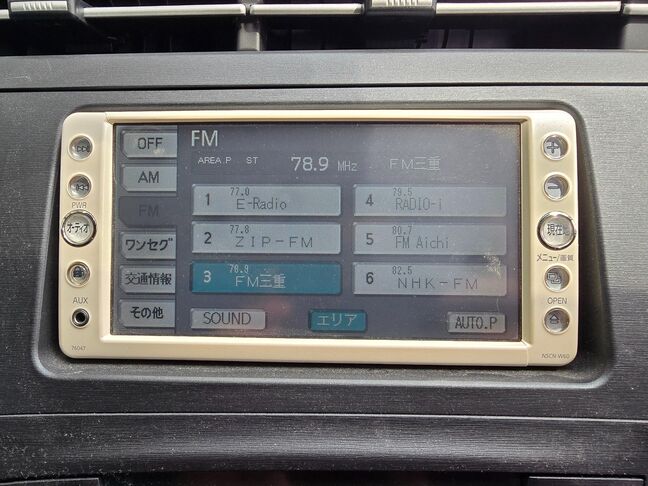 OFF
AM
FM
ワンセグ
交通情報
その他
FM
AREA P ST 78.9 MHz FM三重
1 77.0 E-Radio
2 77.8 ZIP-FM
3 78.9 FM三重
4 79.5 RADIO-i
5 80.7 FM Aichi
6 82.5 NHK-FM
SOUND
エリア
AUTO.P
PWR
オーディオ
AUX
76047
現在地
メニュー/画質
OPEN
NSCN-W60